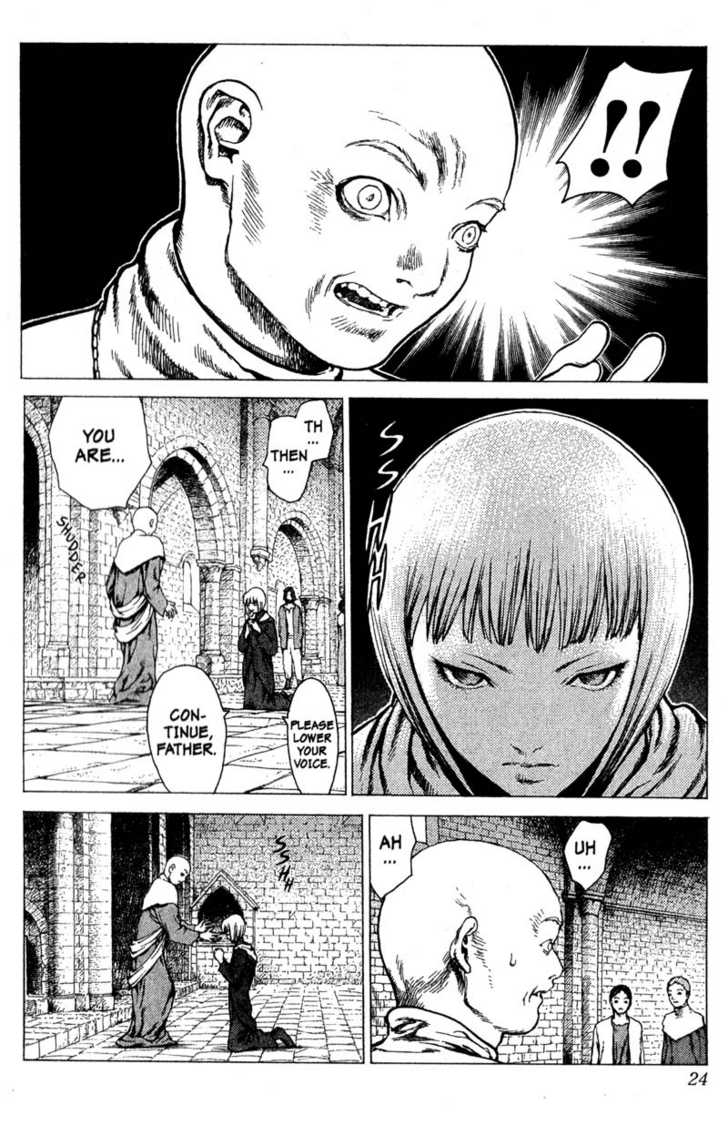 !!
YOU
ARE...
TH
...
THEN
...
SHUDDER
CON-
TINUE,
FATHER.
PLEASE
LOWER
YOUR
VOICE.
SSHH
AH
...
UH
...
SSHH
24